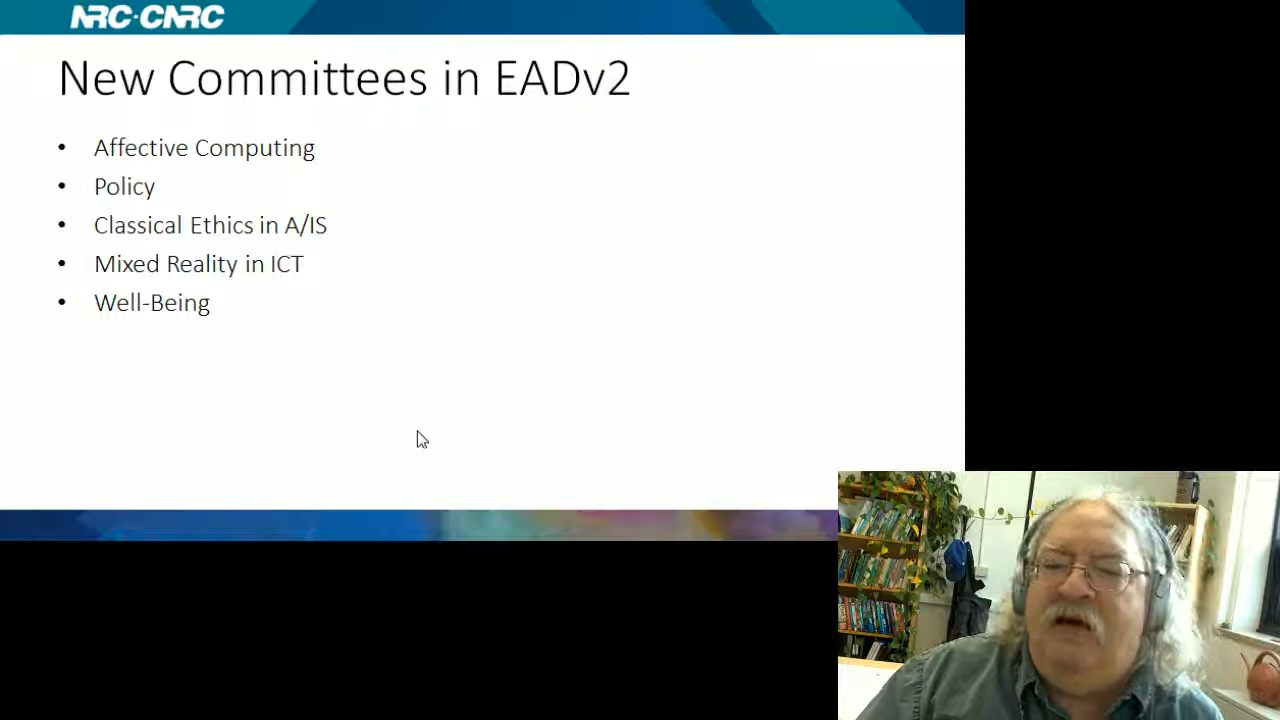 NRC·CNRC
New Committees in EADv2
• Affective Computing
• Policy
• Classical Ethics in A/IS
• Mixed Reality in ICT
• Well-Being